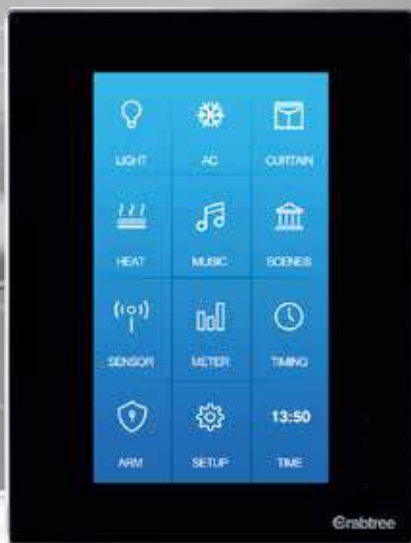 LIGHT AC CURTAIN
HEAT MUSIC SCENES
SENSOR METER TIMING
13:50
ARM SETUP TIME
Crabtree